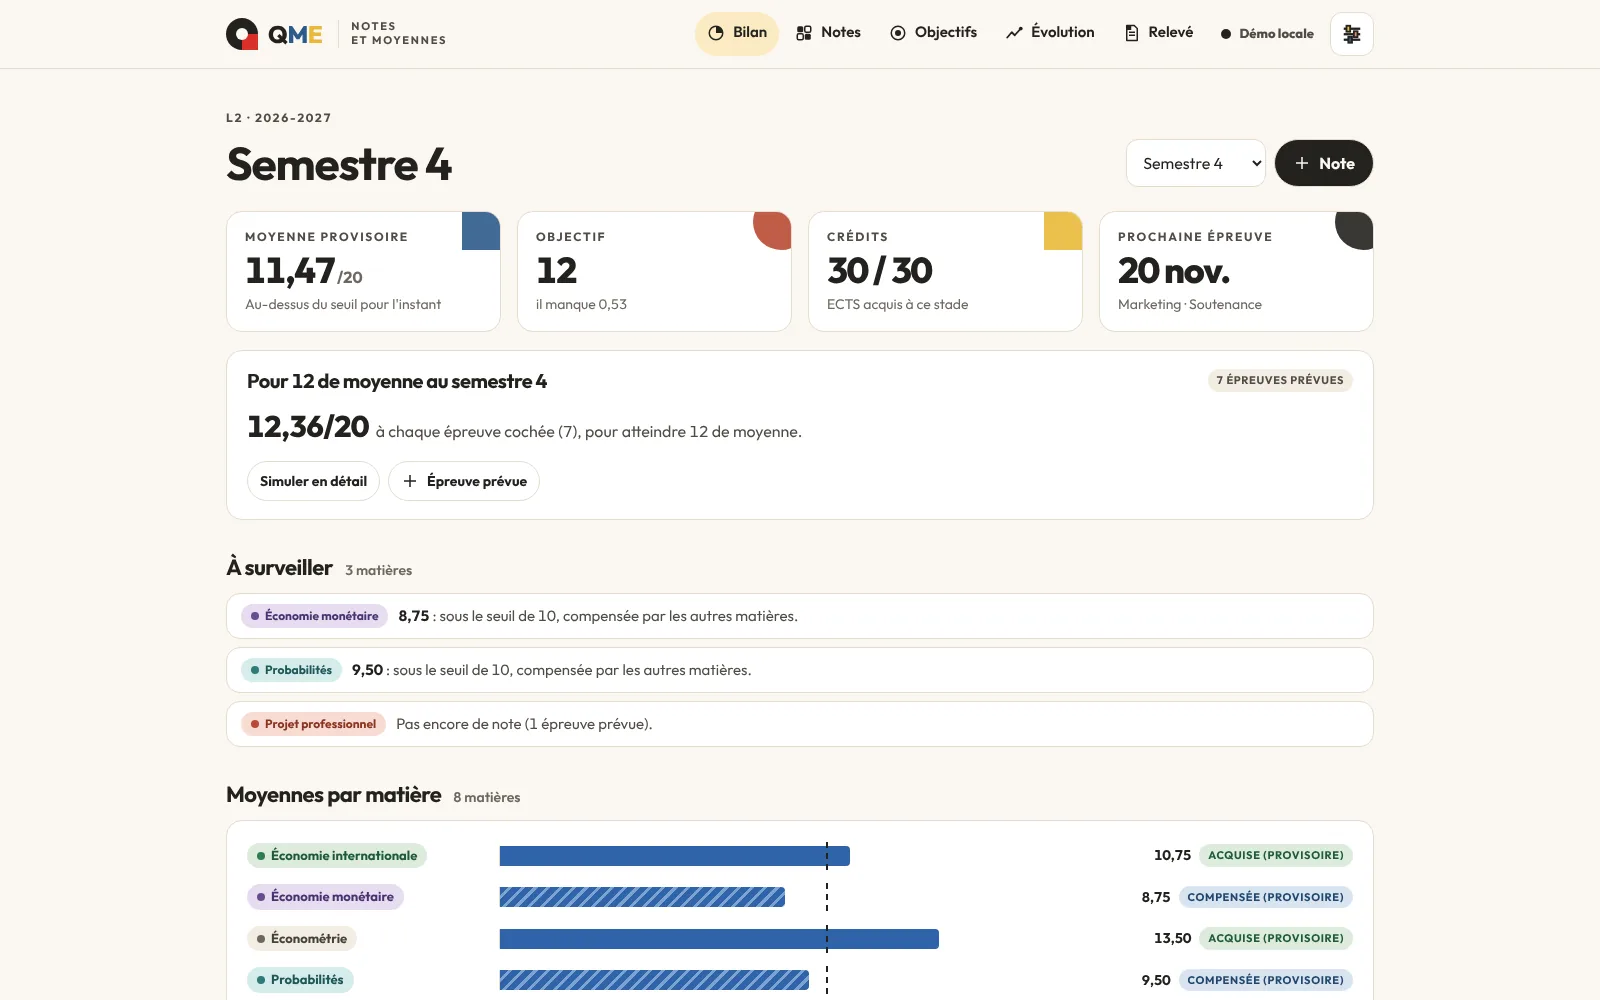 QME
NOTES
ET MOYENNES
Bilan
Notes
Objectifs
Évolution
Relevé
Démo locale
L2 · 2026-2027
Semestre 4
Semestre 4
Note
MOYENNE PROVISOIRE
11,47/20
Au-dessus du seuil pour l'instant
OBJECTIF
12
il manque 0,53
CRÉDITS
30 / 30
ECTS acquis à ce stade
PROCHAINE ÉPREUVE
20 nov.
Marketing · Soutenance
Pour 12 de moyenne au semestre 4
7 ÉPREUVES PRÉVUES
12,36/20 à chaque épreuve cochée (7), pour atteindre 12 de moyenne.
Simuler en détail
Épreuve prévue
À surveiller 3 matières
Économie monétaire 8,75 : sous le seuil de 10, compensée par les autres matières.
Probabilités 9,50 : sous le seuil de 10, compensée par les autres matières.
Projet professionnel Pas encore de note (1 épreuve prévue).
Moyennes par matière 8 matières
Économie internationale 10,75 ACQUISE (PROVISOIRE)
Économie monétaire 8,75 COMPENSÉE (PROVISOIRE)
Économétrie 13,50 ACQUISE (PROVISOIRE)
Probabilités 9,50 COMPENSÉE (PROVISOIRE)